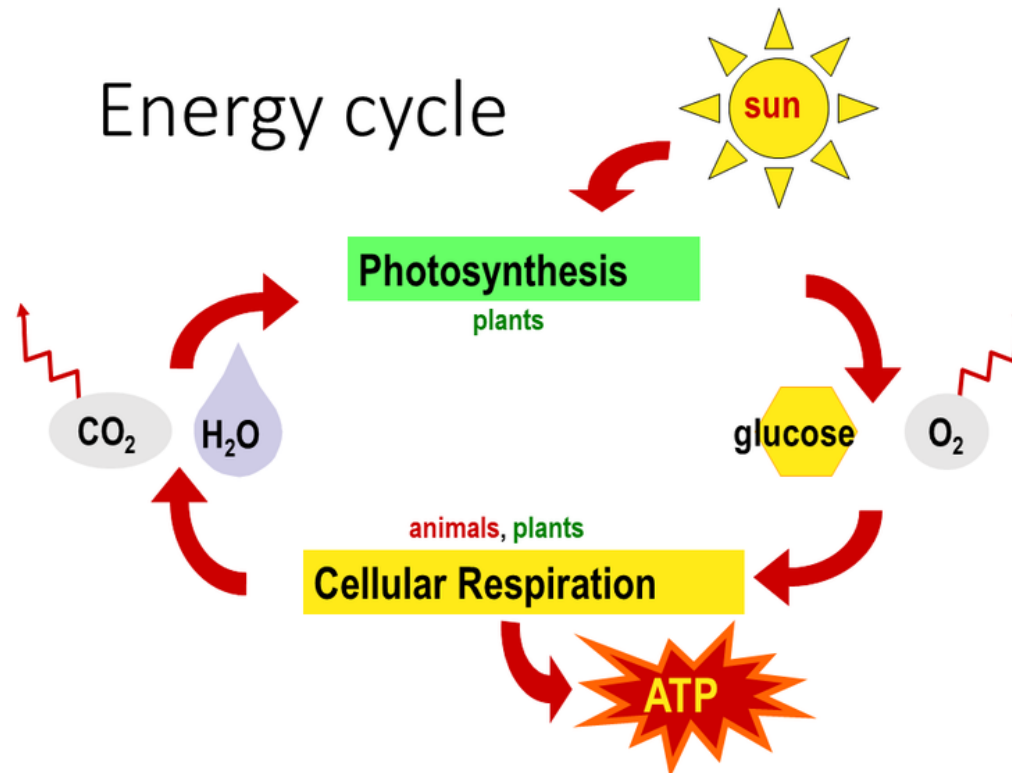 Energy cycle
sun
Photosynthesis
plants
CO₂
H₂O
glucose
O₂
animals, plants
Cellular Respiration
ATP